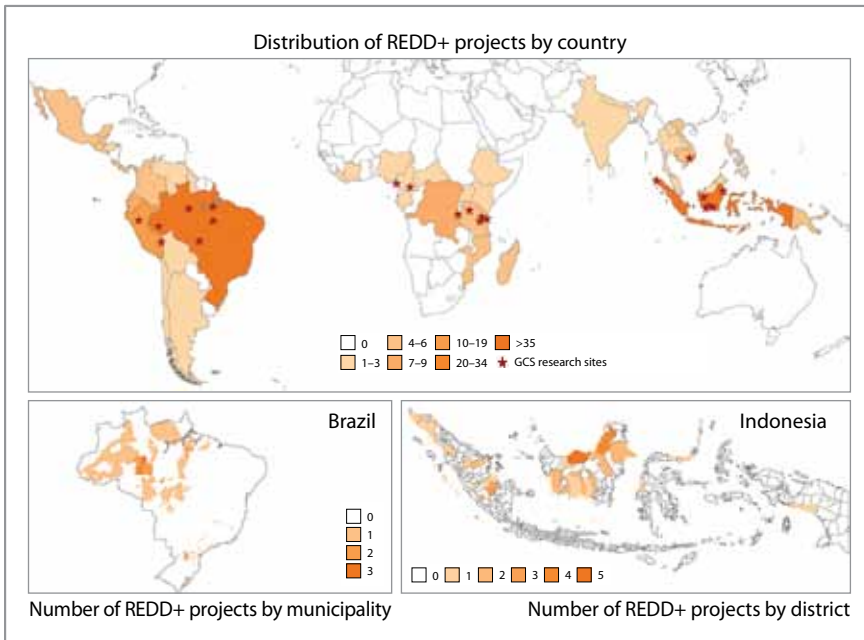 Distribution of REDD+ projects by country
0 4–6 10–19 >35
1–3 7–9 20–34 GCS research sites
Brazil
0
1
2
3
Number of REDD+ projects by municipality
Indonesia
0 1 2 3 4 5
Number of REDD+ projects by district